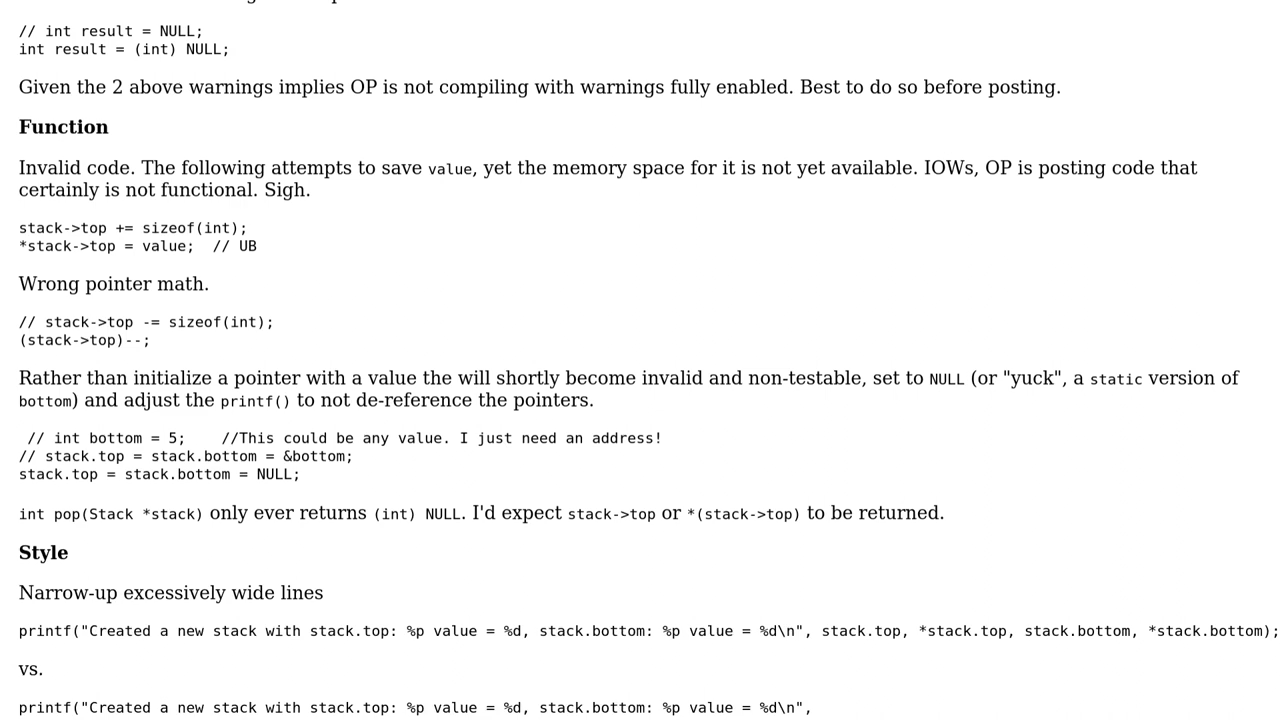 // int result = NULL;
int result = (int) NULL;
Given the 2 above warnings implies OP is not compiling with warnings fully enabled. Best to do so before posting.
Function
Invalid code. The following attempts to save value, yet the memory space for it is not yet available. IOWs, OP is posting code that
certainly is not functional. Sigh.
stack->top += sizeof(int);
*stack->top = value;  // UB
Wrong pointer math.
// stack->top -= sizeof(int);
(stack->top)--;
Rather than initialize a pointer with a value the will shortly become invalid and non-testable, set to NULL (or "yuck", a static version of
bottom) and adjust the printf() to not de-reference the pointers.
// int bottom = 5;    //This could be any value. I just need an address!
// stack.top = stack.bottom = &bottom;
stack.top = stack.bottom = NULL;
int pop(Stack *stack) only ever returns (int) NULL. I'd expect stack->top or *(stack->top) to be returned.
Style
Narrow-up excessively wide lines
printf("Created a new stack with stack.top: %p value = %d, stack.bottom: %p value = %d\n", stack.top, *stack.top, stack.bottom, *stack.bottom);
vs.
printf("Created a new stack with stack.top: %p value = %d, stack.bottom: %p value = %d\n",